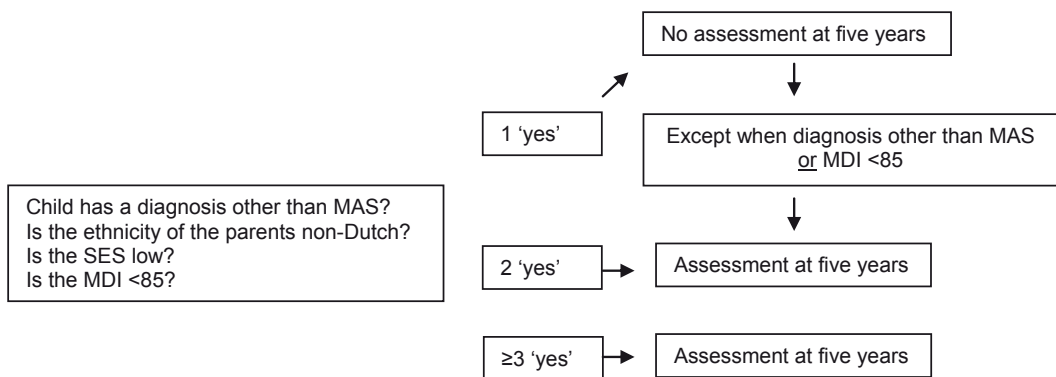 No assessment at five years
1 ‘yes’
Except when diagnosis other than MAS
or MDI <85
Child has a diagnosis other than MAS?
Is the ethnicity of the parents non-Dutch?
Is the SES low?
Is the MDI <85?
2 ‘yes’
Assessment at five years
≥3 ‘yes’
Assessment at five years